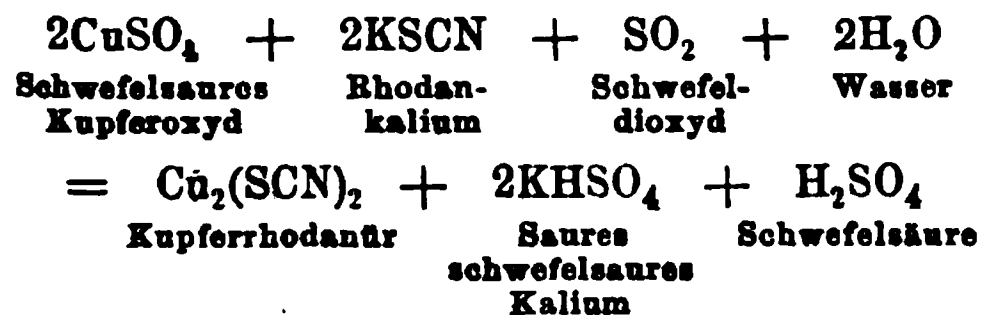 2CuSO₄ + 2KSCN + SO₂ + 2H₂O
Schwefelsaures Rhodan- Schwefel- Wasser
Kupferoxyd kalium dioxyd
= Cu₂(SCN)₂ + 2KHSO₄ + H₂SO₄
Kupferrhodanür Saures Schwefelsäure
schwefelsaures
Kalium